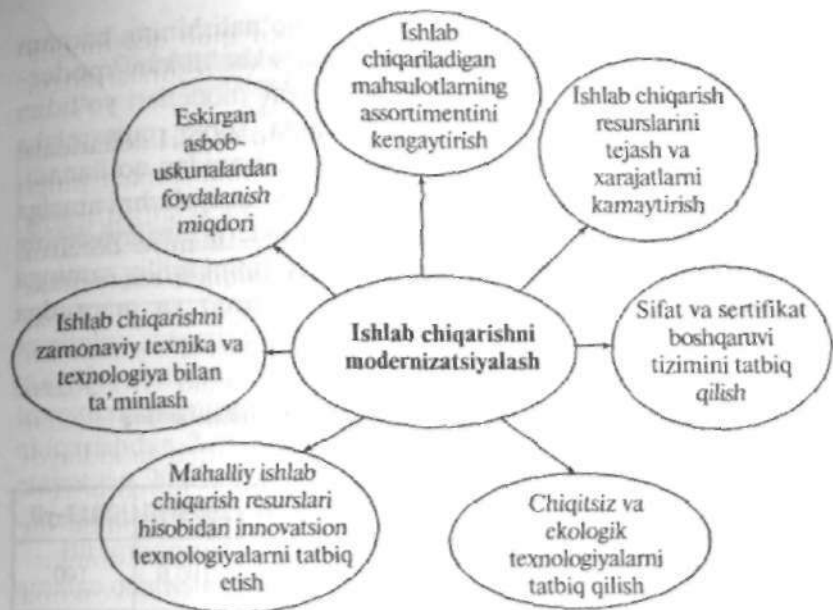 Ishlab
chiqariladigan
mahsulotlarning
assortimentini
kengaytirish
Eskirgan
asbob-
uskunalardan
foydalanish
miqdori
Ishlab chiqarish
resurslarini
tejash va
xarajatlarni
kamaytirish
Ishlab chiqarishni
zamonaviy texnika va
texnologiya bilan
ta'minlash
Ishlab chiqarishni
modernizatsiyalash
Sifat va sertifikat
boshqaruvi
tizimini tatbiq
qilish
Mahalliy ishlab
chiqarish resurslari
hisobidan innovatsion
texnologiyalarni tatbiq
etish
Chiqitsiz va
ekologik
texnologiyalarni
tatbiq qilish